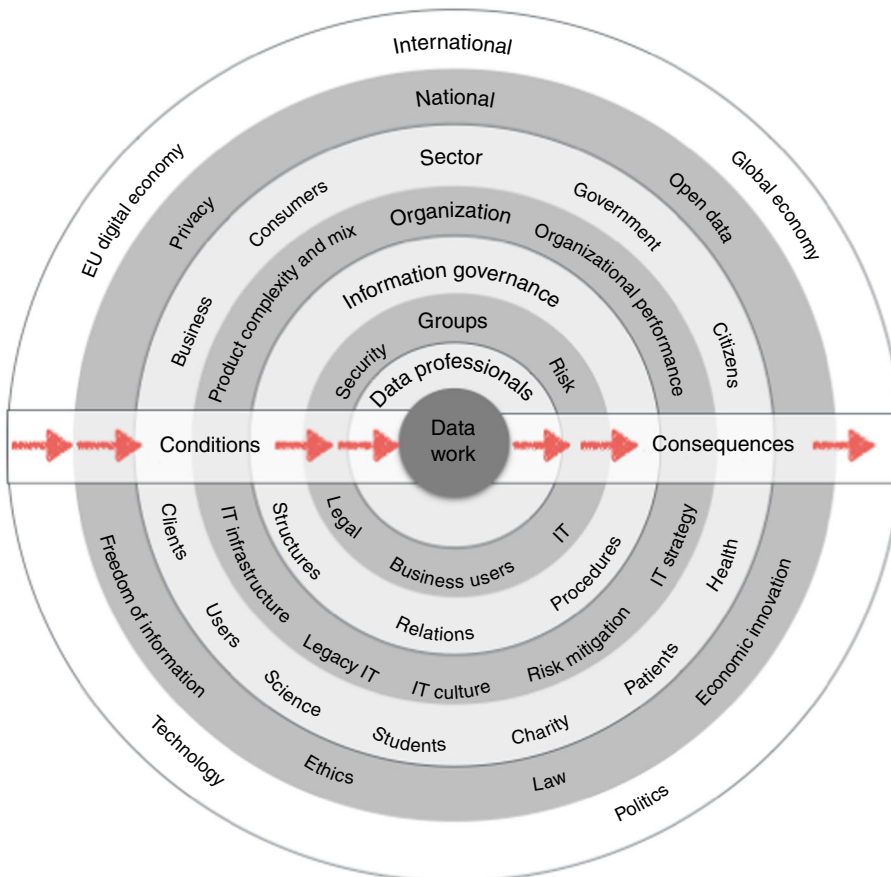 International
National
EU digital economy
Global economy
Sector
Open data
Privacy
Consumers
Government
Organization
Product complexity and mix
Organizational performance
Information governance
Business
Citizens
Groups
Security
Risk
Data professionals
Conditions
Data
work
Consequences
Clients
IT infrastructure
Structures
Legal
Business users
IT
Procedures
IT strategy
Health
Freedom of information
Economic innovation
Users
Relations
Legacy IT
IT culture
Risk mitigation
Patients
Science
Students
Charity
Technology
Ethics
Law
Politics